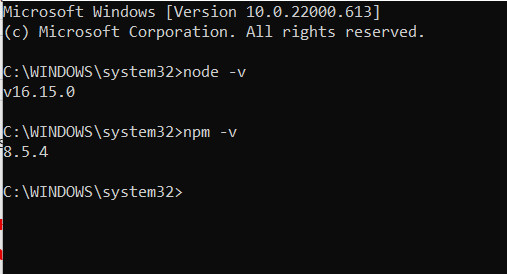 Microsoft Windows [Version 10.0.22000.613]
(c) Microsoft Corporation. All rights reserved.
C:\WINDOWS\system32>node -v
v16.15.0
C:\WINDOWS\system32>npm -v
8.5.4
C:\WINDOWS\system32>